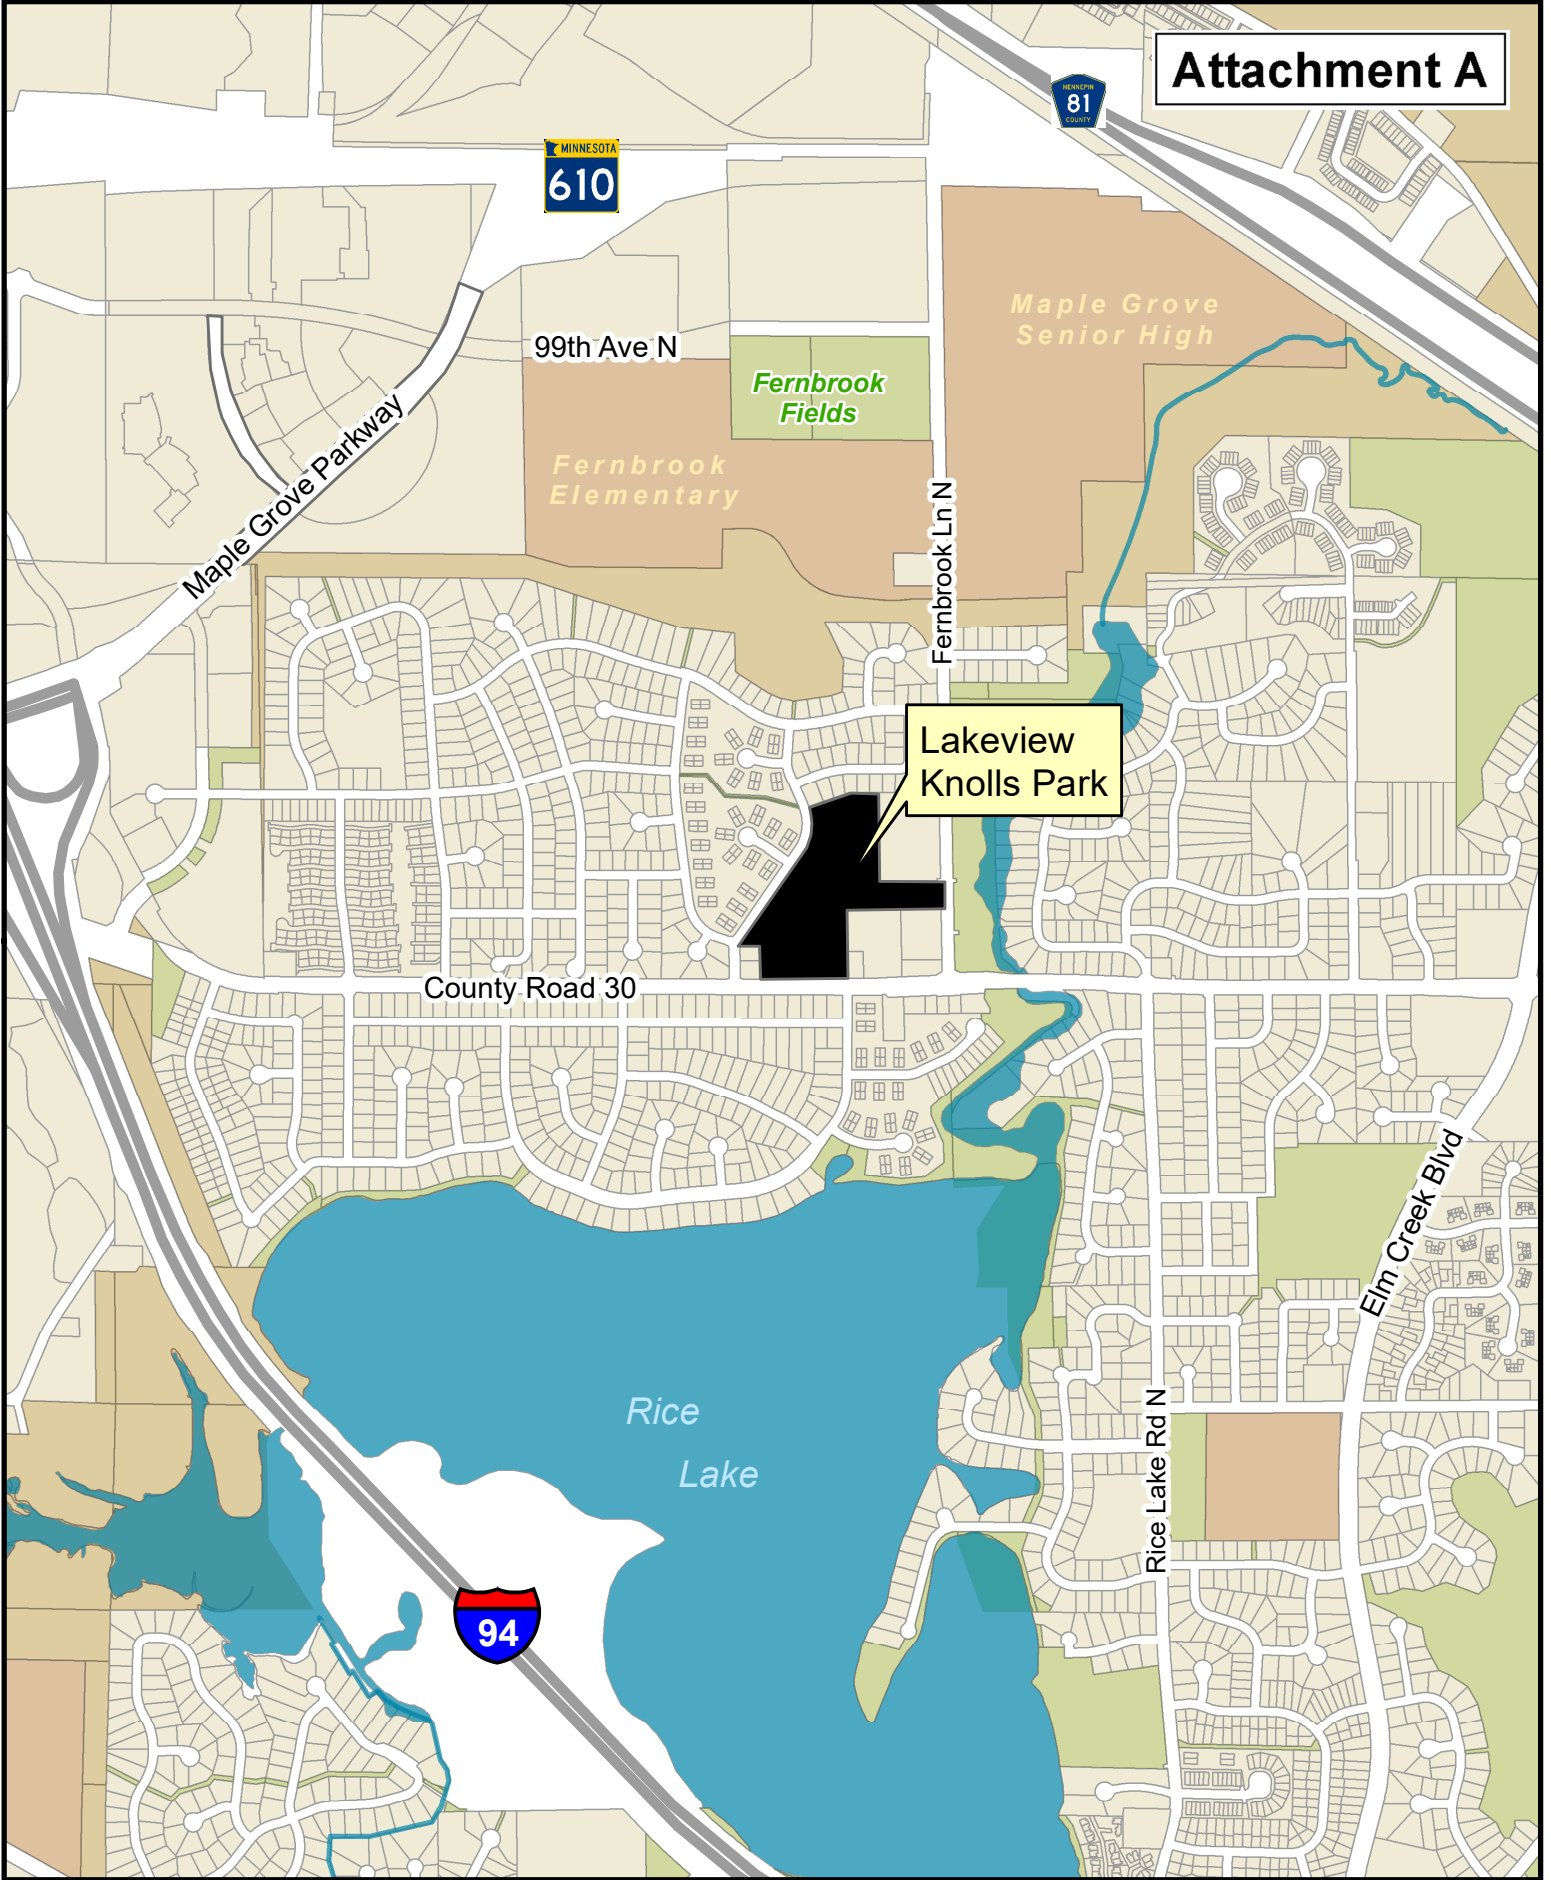 Attachment A
HENNEPIN
81
COUNTY
MINNESOTA
610
Maple Grove
Senior High
99th Ave N
Fernbrook
Fields
Maple Grove Parkway
Fernbrook
Elementary
Fernbrook Ln N
Lakeview
Knolls Park
County Road 30
Elm Creek Blvd
Rice
Lake
Rice Lake Rd N
94